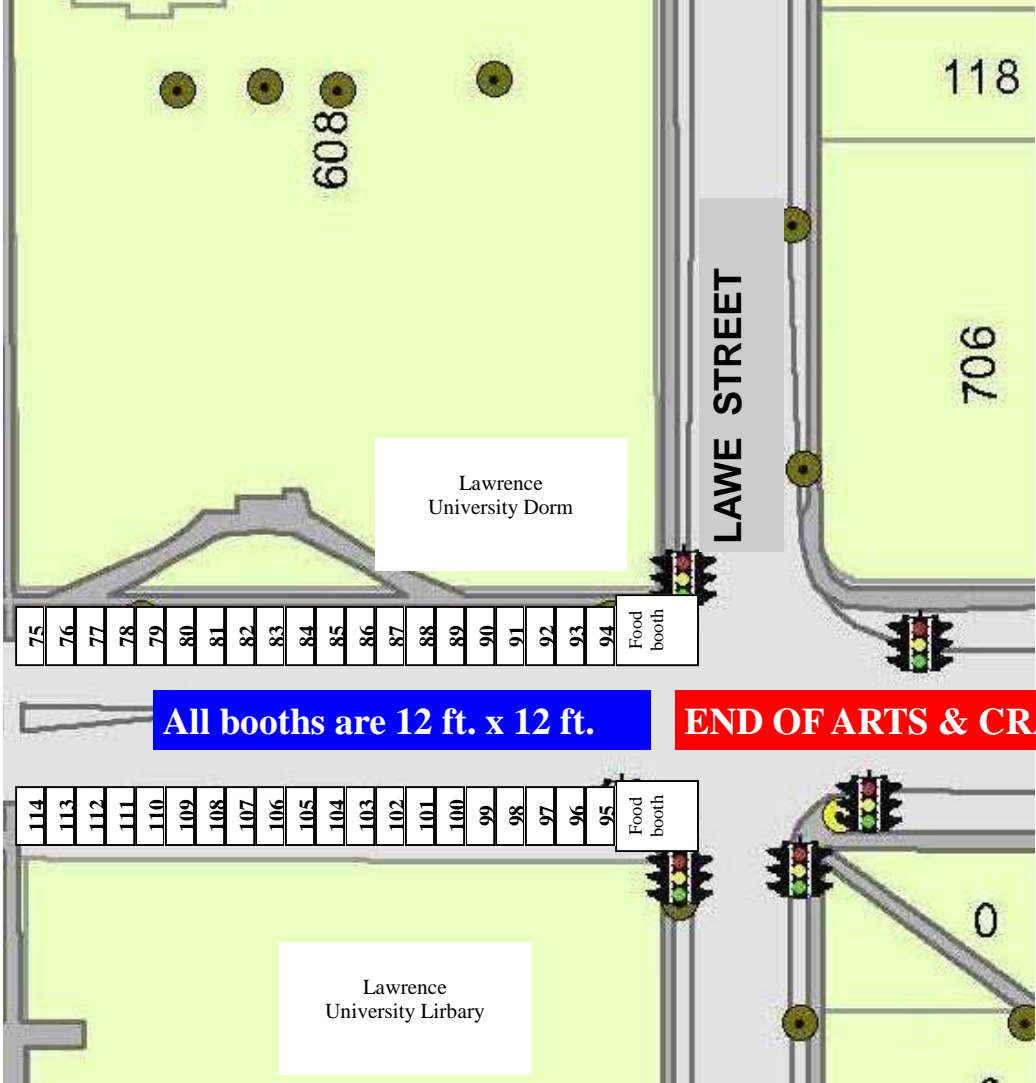 118
608
LAWE STREET
706
Lawrence
University Dorm
75 76 77 78 79 80 81 82 83 84 85 86 87 88 89 90 91 92 93 94
Food
booth
All booths are 12 ft. x 12 ft.
END OF ARTS & CRA
114 113 112 111 110 109 108 107 106 105 104 103 102 101 100 99 98 97 96 95
Food
booth
0
Lawrence
University Lirbary